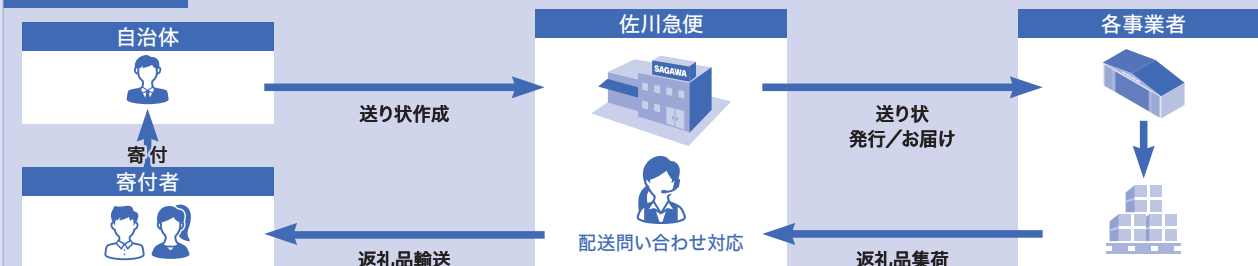 自治体
佐川急便
各事業者
SAGAWA
送り状作成
送り状
発行/お届け
寄付
寄付者
配送問い合わせ対応
返礼品輸送
返礼品集荷